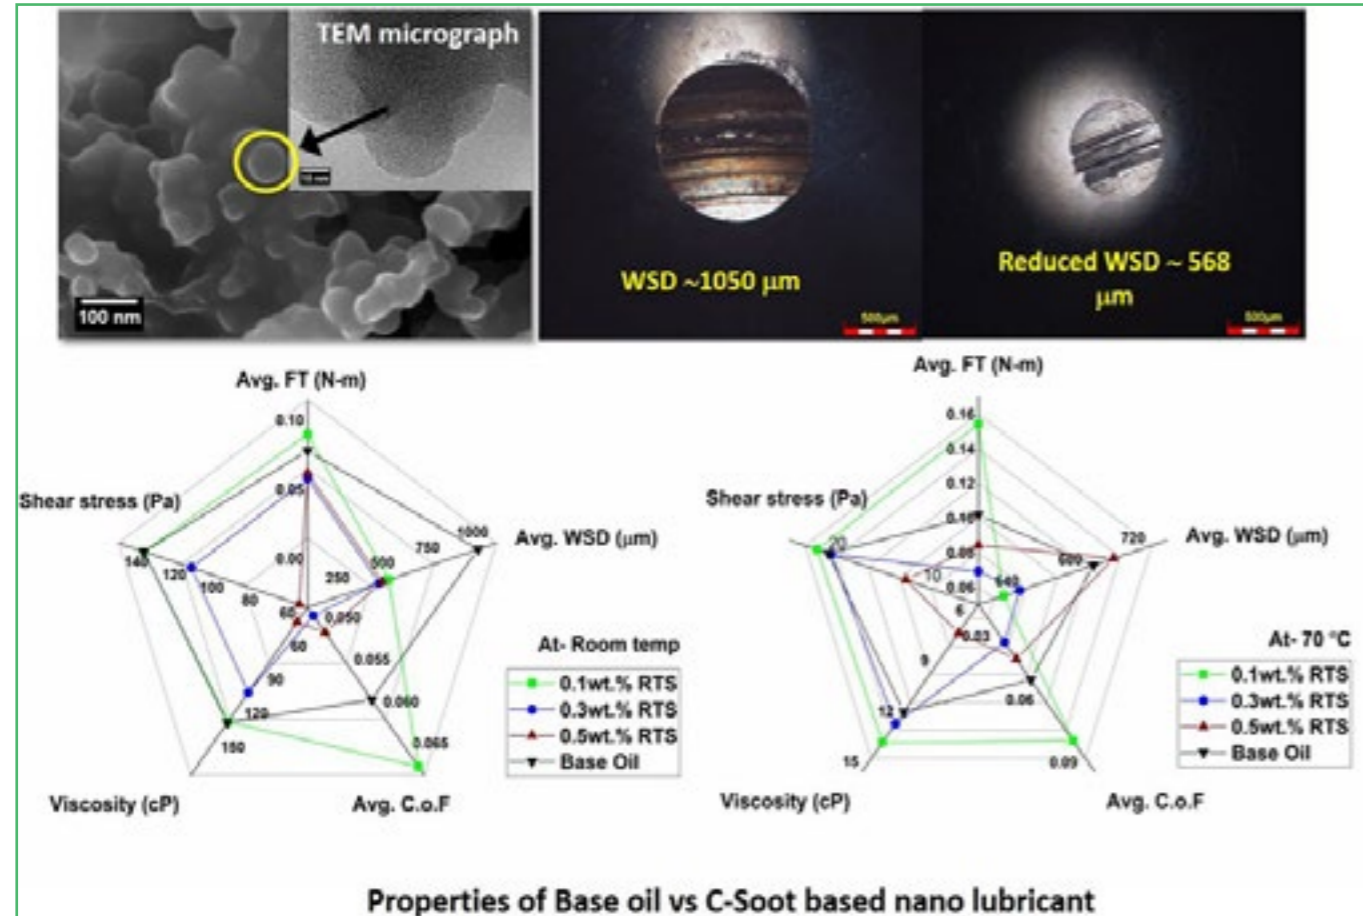 TEM micrograph
10 nm
100 nm
WSD ~1050 µm
500µm
Reduced WSD ~ 568
µm
500µm
Avg. FT (N-m)
0.10
0.05
0.00
Shear stress (Pa)
140
120
100
80
60
Avg. WSD (µm)
1000
750
500
250
0.050
0.055
0.060
0.065
Avg. C.o.F
60
90
120
150
Viscosity (cP)
At- Room temp
0.1wt.% RTS
0.3wt.% RTS
0.5wt.% RTS
Base Oil
Avg. FT (N-m)
0.16
0.14
0.12
0.10
0.08
0.06
Shear stress (Pa)
20
10
Avg. WSD (µm)
720
600
0.03
0.06
0.09
Avg. C.o.F
6
9
12
15
Viscosity (cP)
At- 70 °C
0.1wt.% RTS
0.3wt.% RTS
0.5wt.% RTS
Base Oil
Properties of Base oil vs C-Soot based nano lubricant